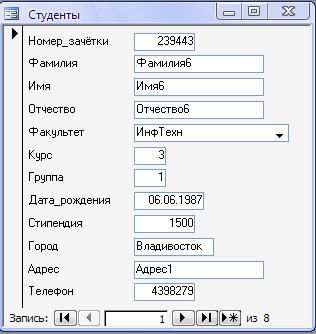 Студенты
Номер_зачётки 239443
Фамилия Фамилия6
Имя Имя6
Отчество Отчество6
Факультет ИнфТехн
Курс 3
Группа 1
Дата_рождения 06.06.1987
Стипендия 1500
Город Владивосток
Адрес Адрес1
Телефон 4398279
Запись: 1 из 8